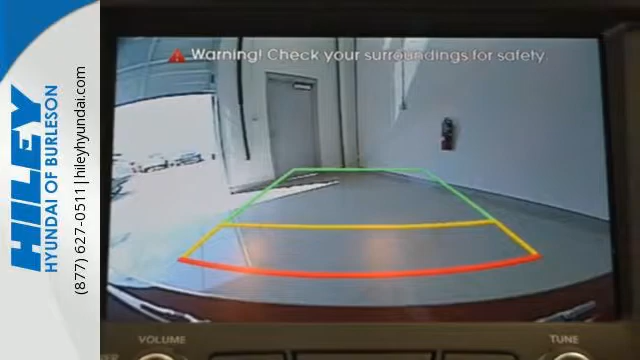 HILEY
HYUNDAI OF BURLESON
(877) 627-0511|hileyhyundai.com
Warning! Check your surroundings for safety.
VOLUME
TUNE